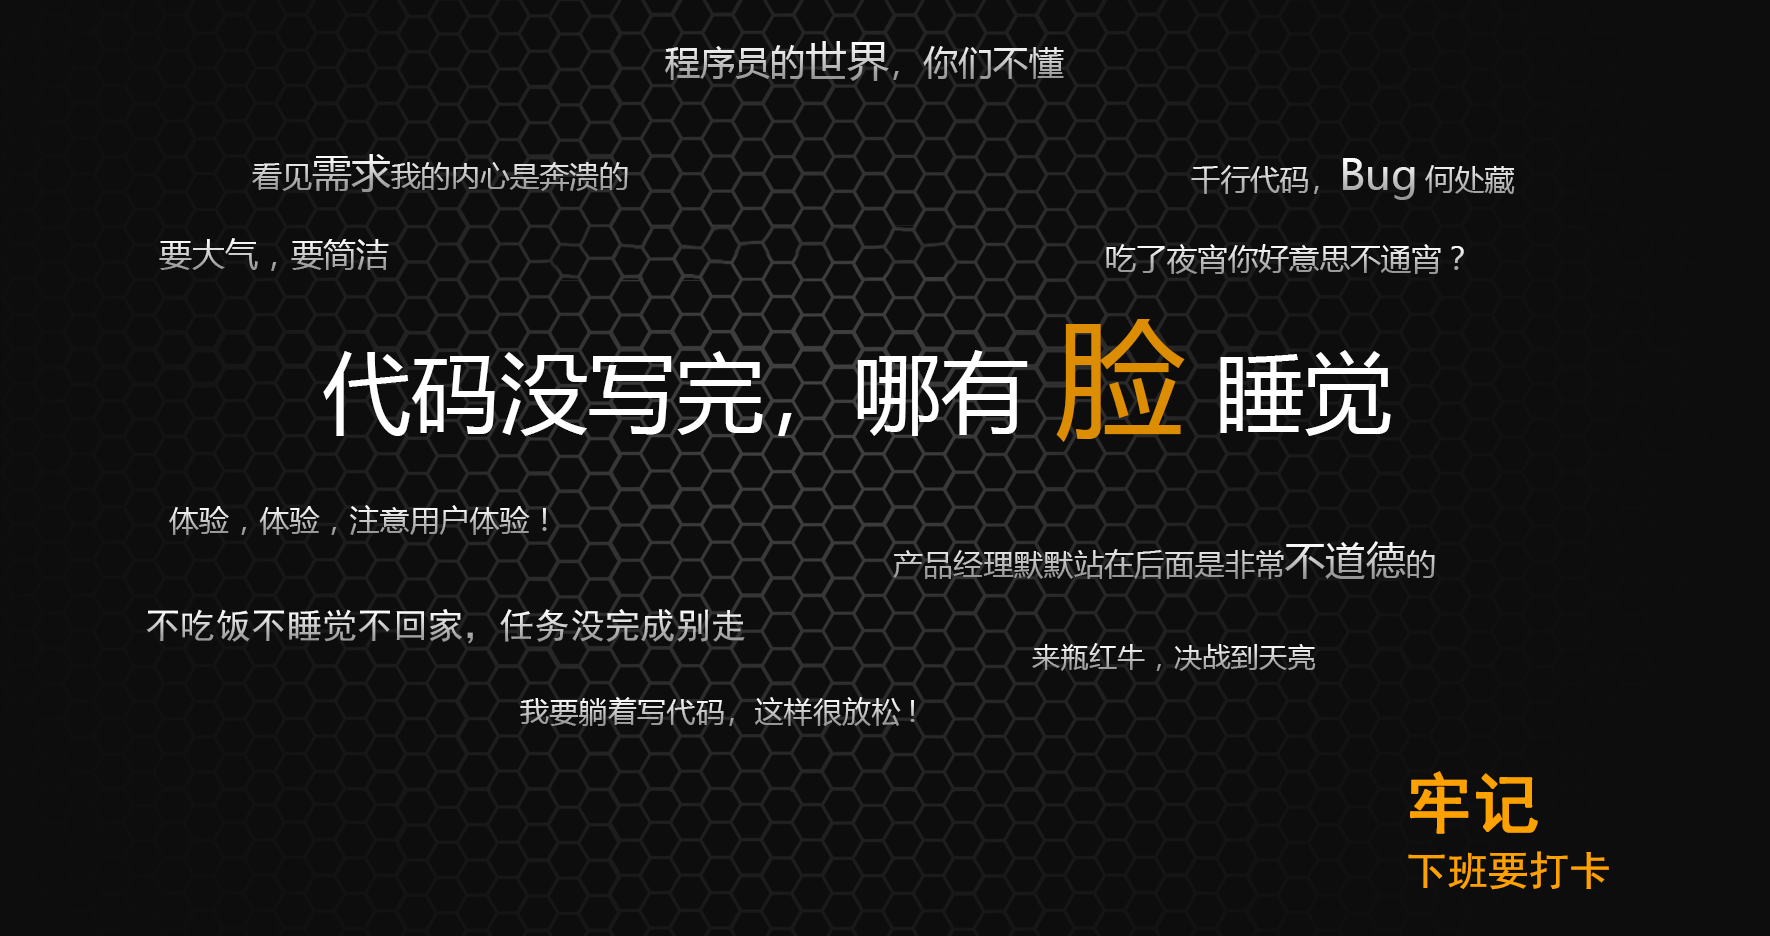 程序员的世界，你们不懂
看见需求我的内心是奔溃的
千行代码，Bug 何处藏
要大气，要简洁
吃了夜宵你好意思不通宵？
代码没写完，哪有 脸 睡觉
体验，体验，注意用户体验！
产品经理默默站在后面是非常不道德的
不吃饭不睡觉不回家，任务没完成别走
来瓶红牛，决战到天亮
我要躺着写代码，这样很放松！
牢记
下班要打卡